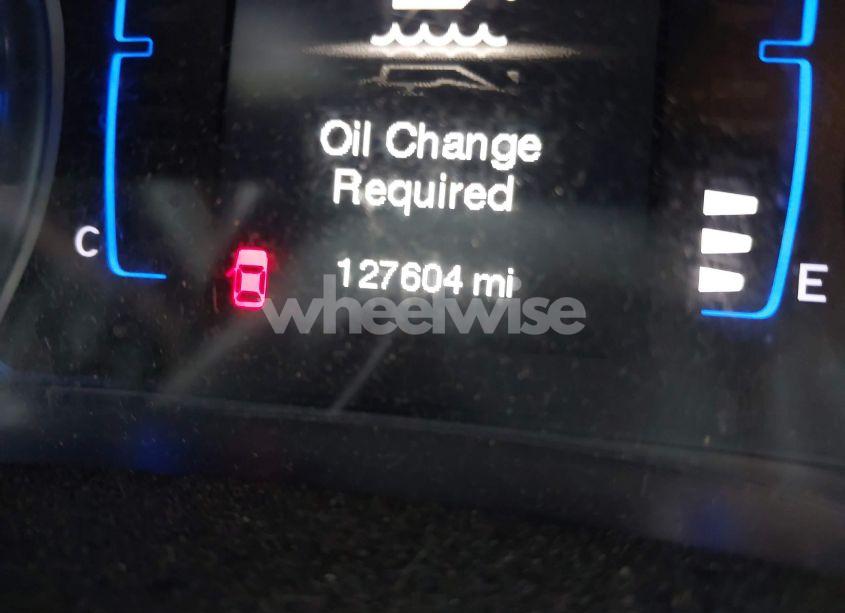 Oil Change
Required
C
127604 mi
E
wheelwise